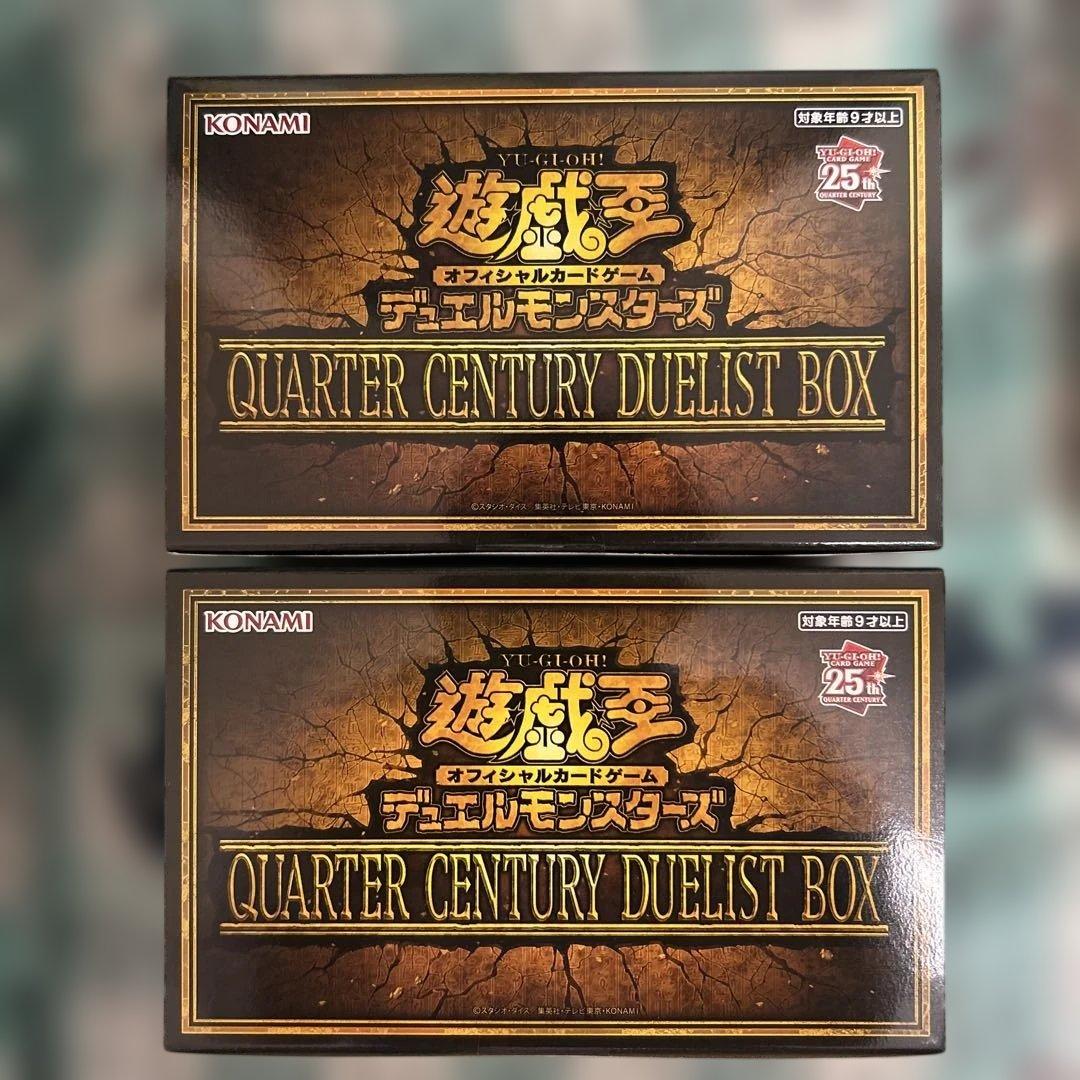 KONAMI
対象年齢9才以上
YU-GI-OH!
CARD GAME
25th
QUARTER CENTURY
YU-GI-OH!
遊戯王
オフィシャルカードゲーム
デュエルモンスターズ
QUARTER CENTURY DUELIST BOX
©スタジオ・ダイス 集英社・テレビ東京・KONAMI
KONAMI
対象年齢9才以上
YU-GI-OH!
CARD GAME
25th
QUARTER CENTURY
YU-GI-OH!
遊戯王
オフィシャルカードゲーム
デュエルモンスターズ
QUARTER CENTURY DUELIST BOX
©スタジオ・ダイス 集英社・テレビ東京・KONAMI